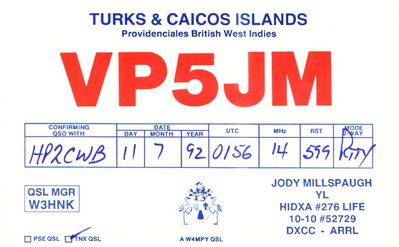 TURKS & CAICOS ISLANDS
Providenciales British West Indies
VP5JM
CONFIRMING QSO WITH DAY DATE MONTH YEAR UTC MHz RST MODE 2-WAY
HP2CWB 11 7 92 0156 14 599 RTTY
QSL MGR
W3HNK
JODY MILLSPAUGH
YL
HIDXA #276 LIFE
10-10 #52729
DXCC - ARRL
PSE QSL TNX QSL
A W4MPY QSL